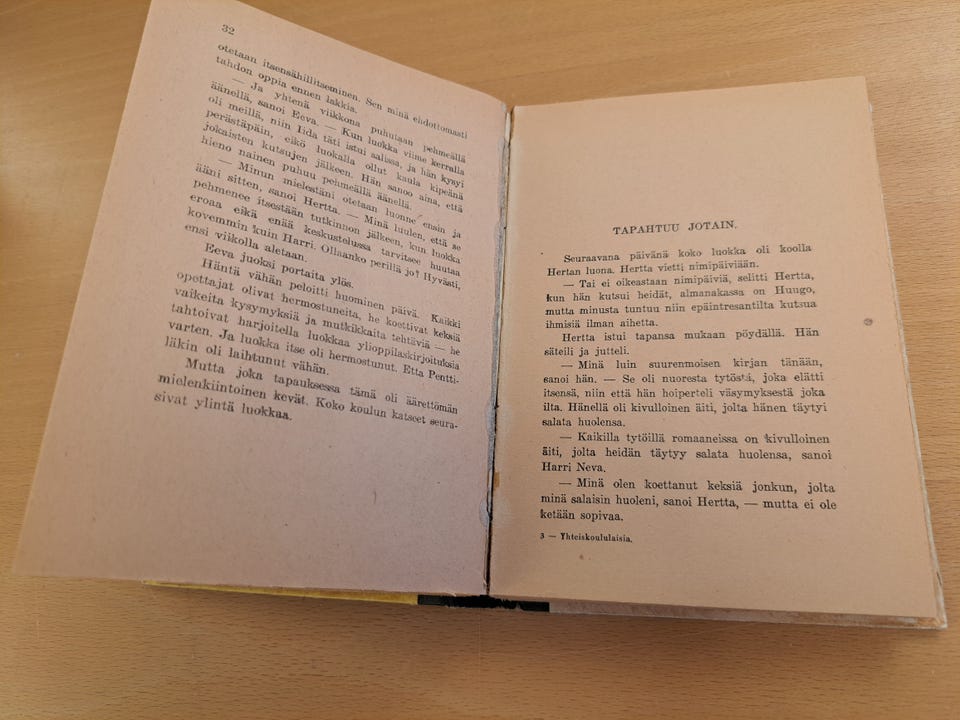 32
otetaan itsensähillitseminen. Sen minä ehdottomasti
tahdon oppia ennen lakkia.
— Ja yhtenä viikkona puhutaan pehmeällä
äänellä, sanoi Eeva. — Kun luokka viime kerralla
oli meillä, niin Iida täti istui salissa, ja hän kysyi
perästäpäin, eikö luokalla ollut kaula kipeänä
jokaisten kutsujen jälkeen. Hän sanoo aina, että
hieno nainen puhuu pehmeällä äänellä.
— Minun mielestäni otetaan luonne ensin ja
ääni sitten, sanoi Hertta. — Minä luulen, että se
pehmenee itsestään tutkinnon jälkeen, kun luokka
eroaa eikä enää keskustelussa tarvitse huutaa
kovemmin kuin Harri. Ollaanko perillä jo? Hyvästi,
ensi viikolla aletaan.
Eeva juoksi portaita ylös.
Häntä vähän peloitti huominen päivä. Kaikki
opettajat olivat hermostuneita, he koettivat keksiä
vaikeita kysymyksiä ja mutkikkaita tehtäviä — he
tahtoivat harjoitella luokkaa ylioppilaskirjoituksia
varten. Ja luokka itse oli hermostunut. Etta Pentti-
läkin oli laihtunut vähän.
Mutta joka tapauksessa tämä oli äärettömän
mielenkiintoinen kevät. Koko koulun katseet seura-
sivat ylintä luokkaa.
TAPAHTUU JOTAIN.
Seuraavana päivänä koko luokka oli koolla
Hertan luona. Hertta vietti nimipäiviään.
— Tai ei oikeastaan nimipäiviä, selitti Hertta,
kun hän kutsui heidät, almanakassa on Huugo,
mutta minusta tuntuu niin epäintresantilta kutsua
ihmisiä ilman aihetta.
Hertta istui tapansa mukaan pöydällä. Hän
säteili ja jutteli.
— Minä luin suurenmoisen kirjan tänään,
sanoi hän. — Se oli nuoresta tytöstä, joka elätti
itsensä, niin että hän hoiperteli väsymyksestä joka
ilta. Hänellä oli kivulloinen äiti, jolta hänen täytyi
salata huolensa.
— Kaikilla tytöillä romaaneissa on kivulloinen
äiti, jolta heidän täytyy salata huolensa, sanoi
Harri Neva.
— Minä olen koettanut keksiä jonkun, jolta
minä salaisin huoleni, sanoi Hertta, — mutta ei ole
ketään sopivaa.
3 — Yhteiskoululaisia.